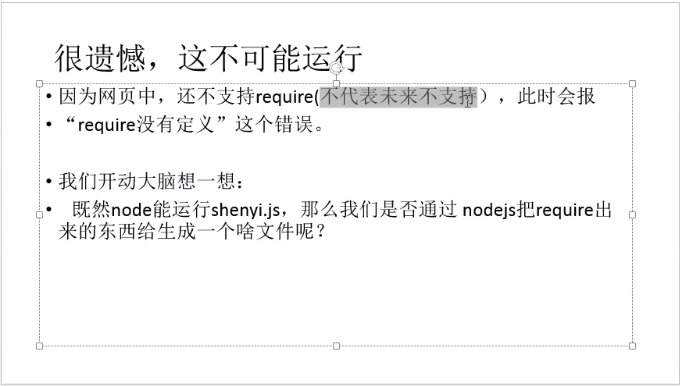 很遗憾，这不可能运行
• 因为网页中，还不支持require(不代表未来不支持），此时会报
• “require没有定义”这个错误。
• 我们开动大脑想一想：
• 既然node能运行shenyi.js，那么我们是否通过 nodejs把require出
来的东西给生成一个啥文件呢？